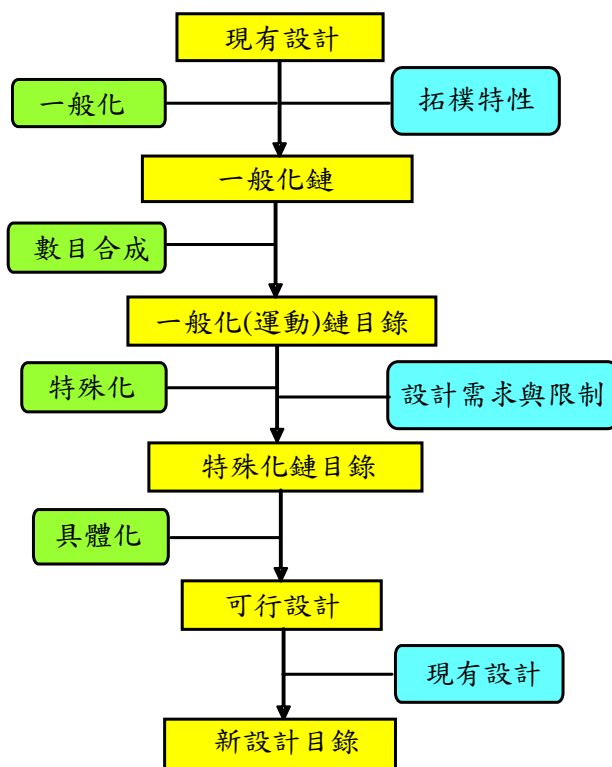 現有設計
一般化
拓樸特性
一般化鏈
數目合成
一般化(運動)鏈目錄
特殊化
設計需求與限制
特殊化鏈目錄
具體化
可行設計
現有設計
新設計目錄